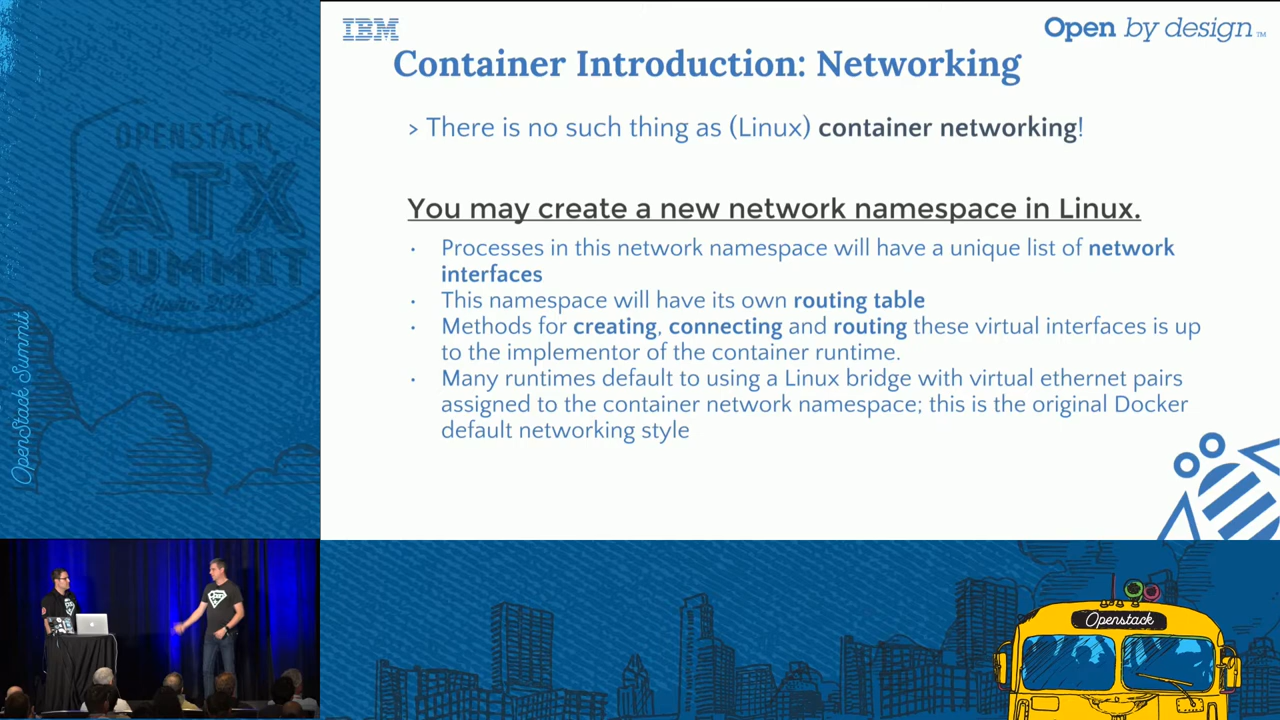 IBM
Open by design™
Container Introduction: Networking
> There is no such thing as (Linux) container networking!
You may create a new network namespace in Linux.
· Processes in this network namespace will have a unique list of network
interfaces
· This namespace will have its own routing table
· Methods for creating, connecting and routing these virtual interfaces is up
to the implementor of the container runtime.
· Many runtimes default to using a Linux bridge with virtual ethernet pairs
assigned to the container network namespace; this is the original Docker
default networking style
OPENSTACK
ATX
SUMMIT
OpenStack Summit
Openstack